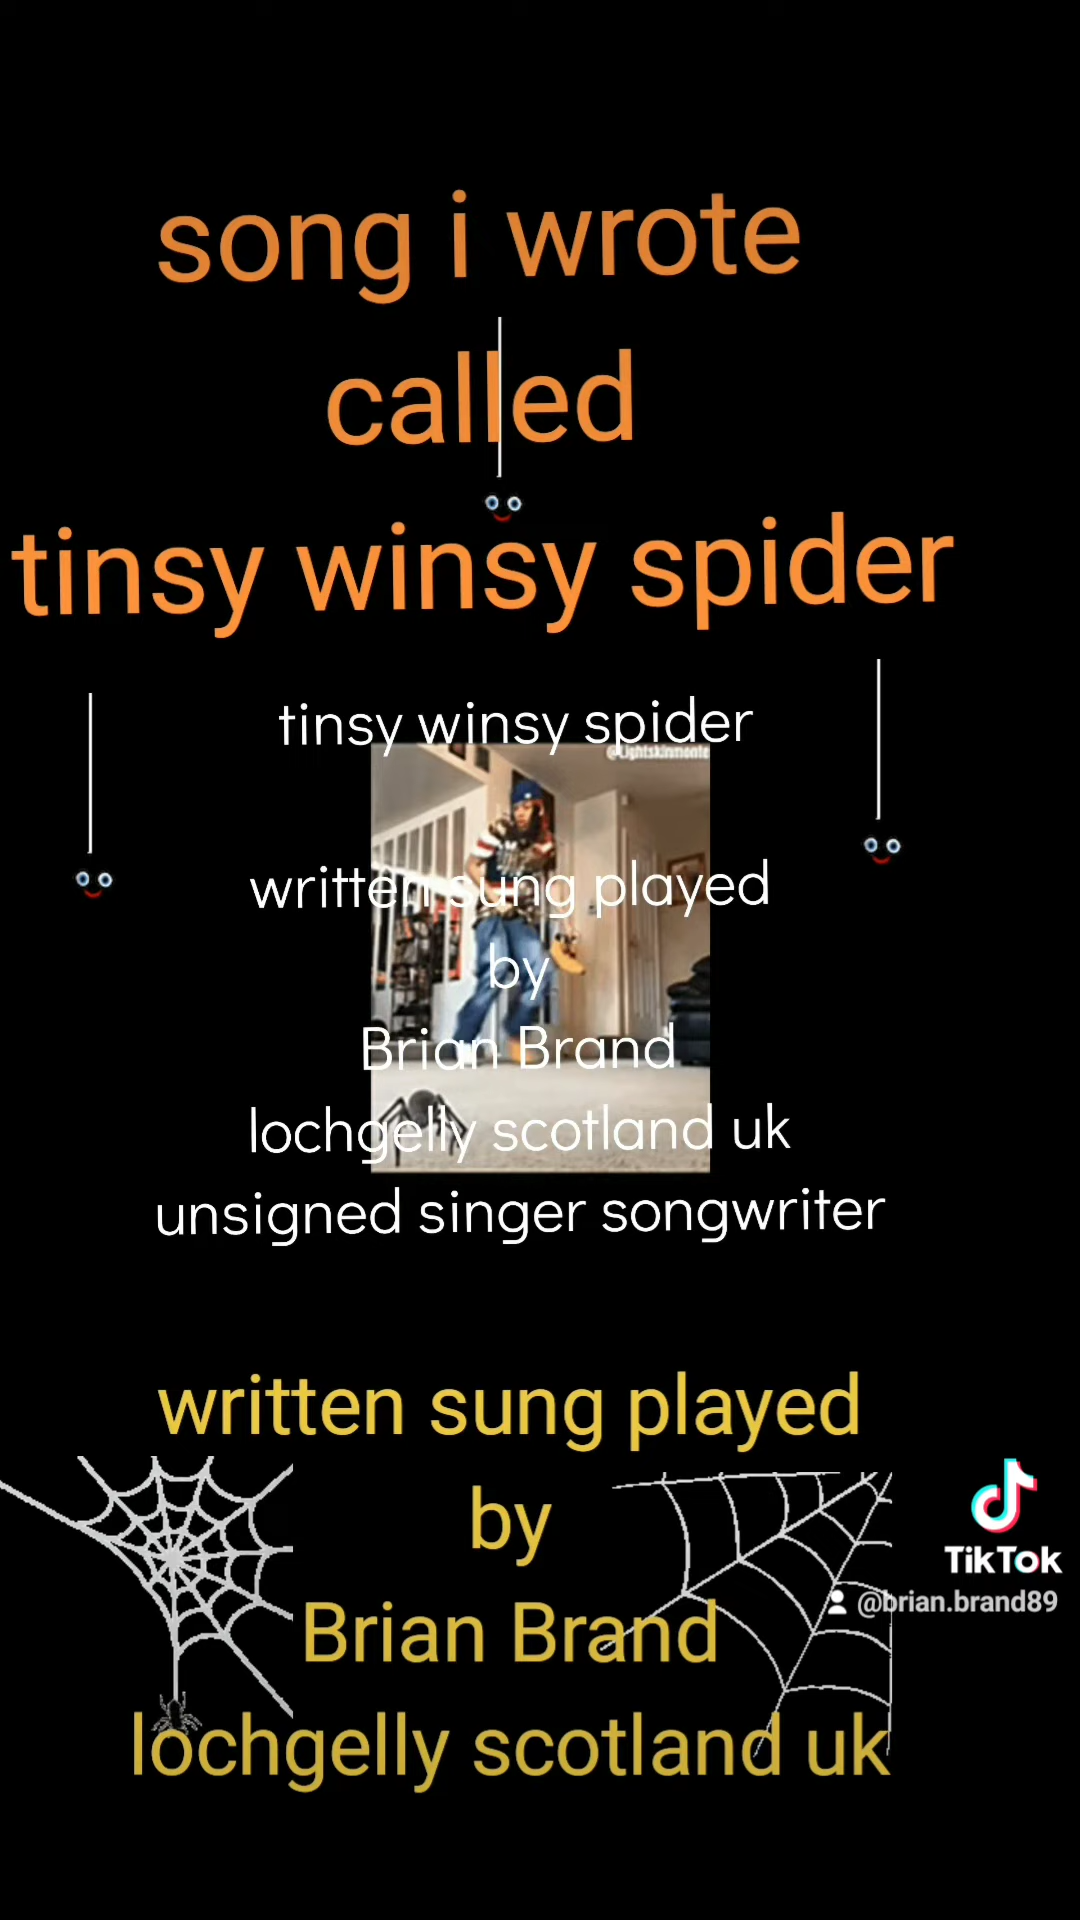 song i wrote
called
tinsy winsy spider
tinsy winsy spider
@Lightskinmonte
written sung played
by
Brian Brand
lochgelly scotland uk
unsigned singer songwriter
written sung played
by
Brian Brand
lochgelly scotland uk
TikTok
@brian.brand89